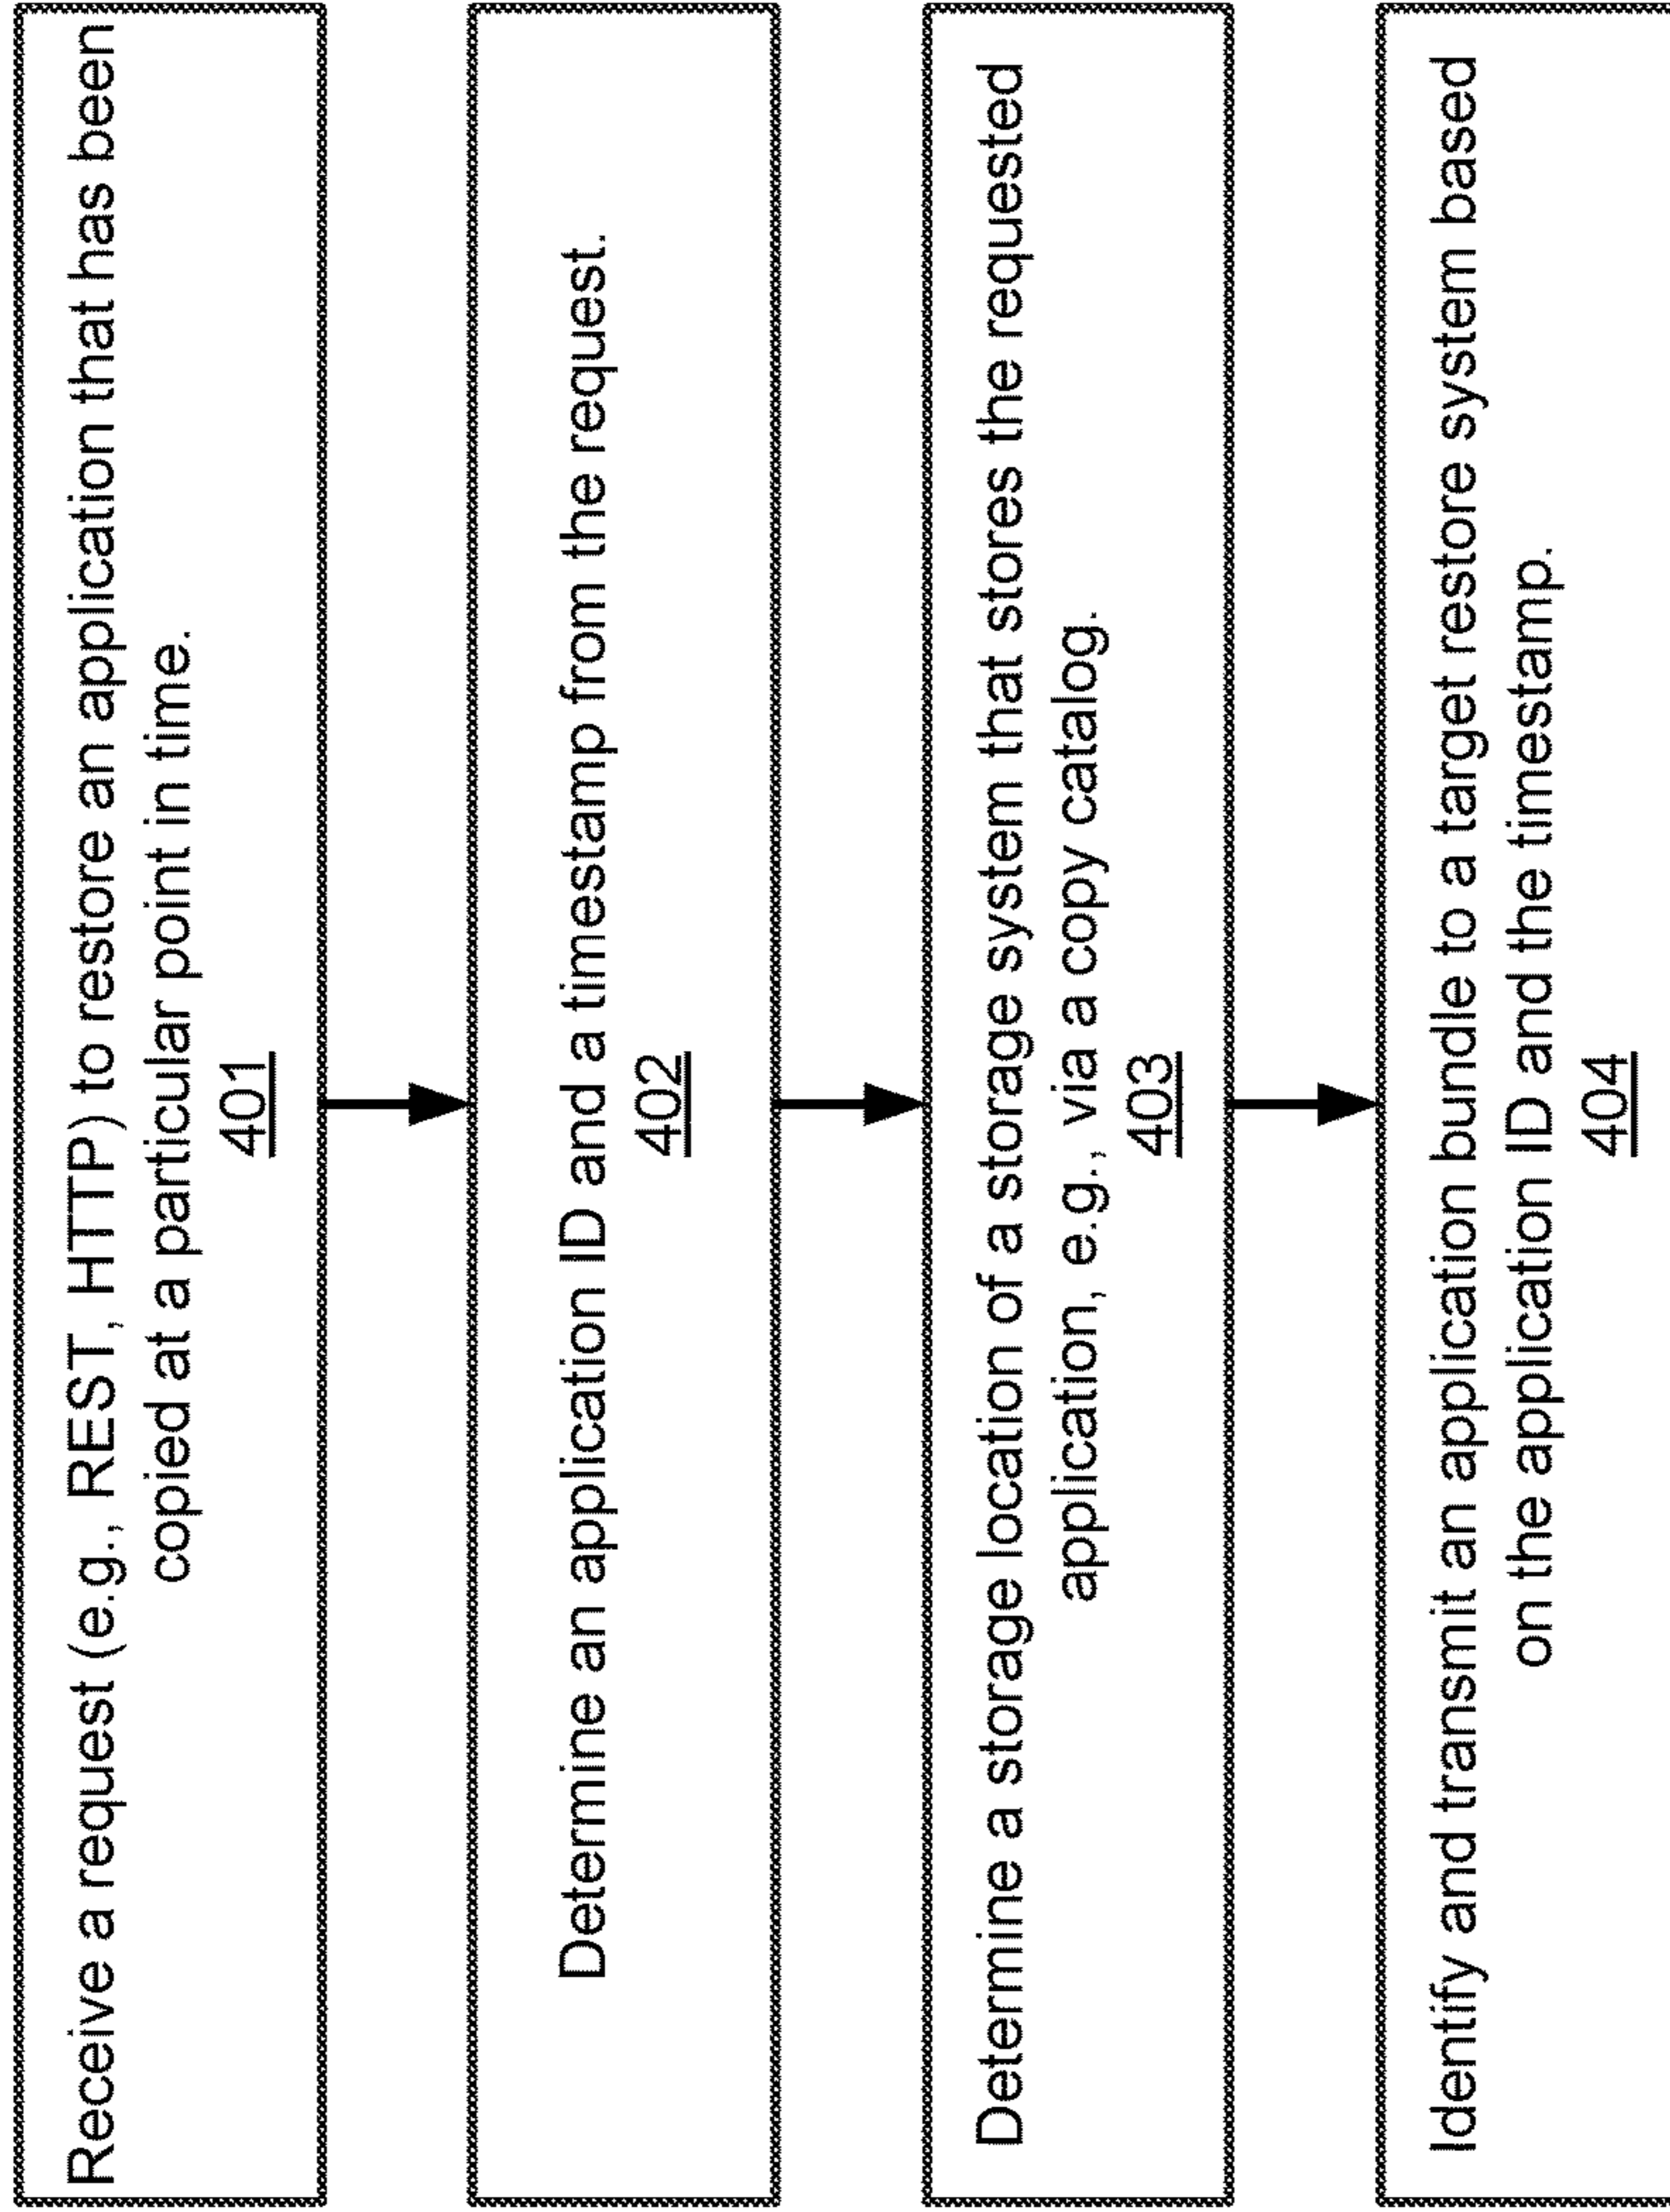 Receive a request (e.g., REST, HTTP) to restore an application that has been
copied at a particular point in time.
401
Determine an application ID and a timestamp from the request.
402
Determine a storage location of a storage system that stores the requested
application, e.g., via a copy catalog.
403
Identify and transmit an application bundle to a target restore system based
on the application ID and the timestamp.
404